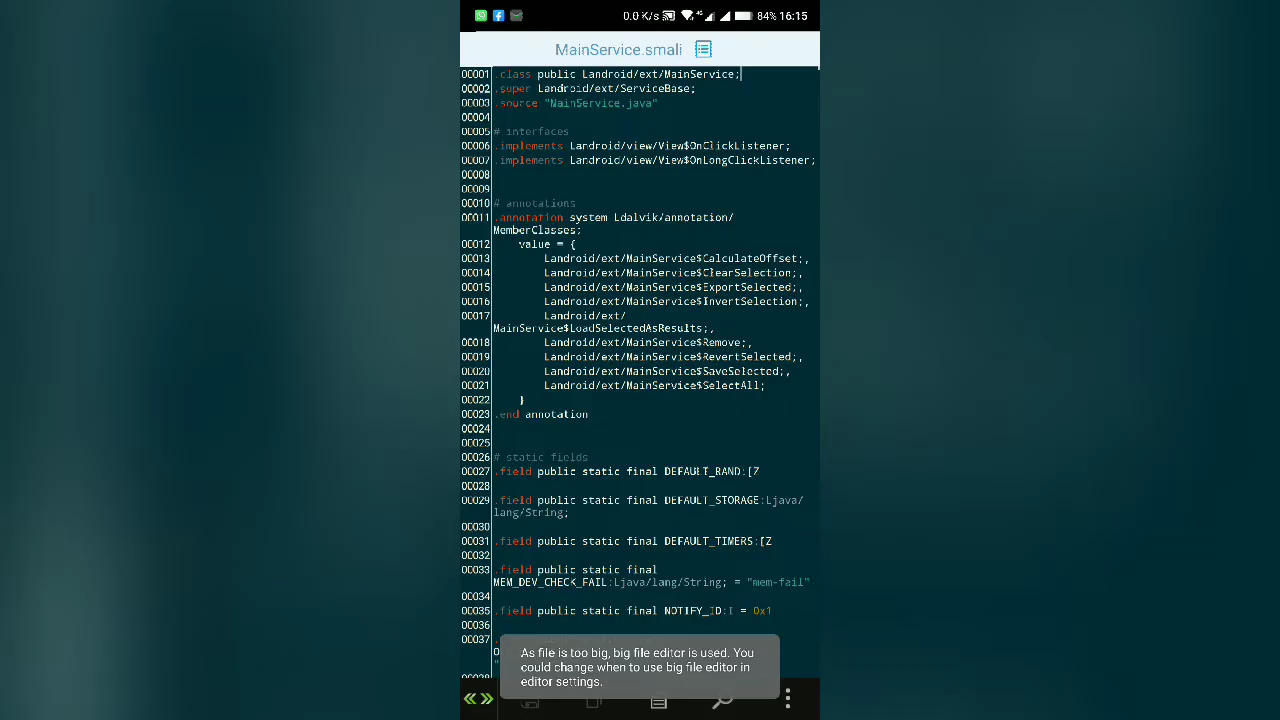 0.0 K/s 4G 84% 16:15
MainService.smali
00001 .class public Landroid/ext/MainService;
00002 .super Landroid/ext/ServiceBase;
00003 .source "MainService.java"
00004
00005 # interfaces
00006 .implements Landroid/view/View$OnClickListener;
00007 .implements Landroid/view/View$OnLongClickListener;
00008
00009
00010 # annotations
00011 .annotation system Ldalvik/annotation/
MemberClasses;
00012 value = {
00013 Landroid/ext/MainService$CalculateOffset;,
00014 Landroid/ext/MainService$ClearSelection;,
00015 Landroid/ext/MainService$ExportSelected;,
00016 Landroid/ext/MainService$InvertSelection;,
00017 Landroid/ext/
MainService$LoadSelectedAsResults;,
00018 Landroid/ext/MainService$Remove;,
00019 Landroid/ext/MainService$RevertSelected;,
00020 Landroid/ext/MainService$SaveSelected;,
00021 Landroid/ext/MainService$SelectAll;
00022 }
00023 .end annotation
00024
00025
00026 # static fields
00027 .field public static final DEFAULT_RAND:[Z
00028
00029 .field public static final DEFAULT_STORAGE:Ljava/
lang/String;
00030
00031 .field public static final DEFAULT_TIMERS:[Z
00032
00033 .field public static final
MEM_DEV_CHECK_FAIL:Ljava/lang/String; = "mem-fail"
00034
00035 .field public static final NOTIFY_ID:I = 0x1
00036
00037
00038
As file is too big, big file editor is used. You
could change when to use big file editor in
editor settings.